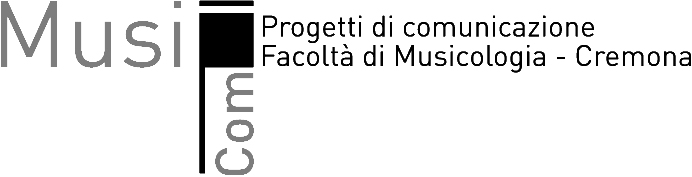 Musi
Com
Progetti di comunicazione
Facoltà di Musicologia - Cremona